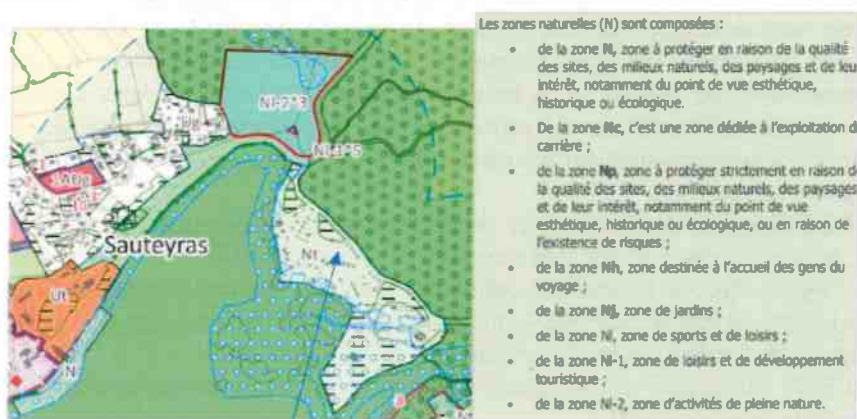 Les zones naturelles (N) sont composées :
de la zone N, zone à protéger en raison de la qualité
des sites, des milieux naturels, des paysages et de leu
intérêt, notamment du point de vue esthétique,
historique ou écologique.
De la zone Nc, c'est une zone dédiée à l'exploitation d
carrière ;
de la zone Np, zone à protéger strictement en raison d
la qualité des sites, des milieux naturels, des paysages
et de leur intérêt, notamment du point de vue
esthétique, historique ou écologique, ou en raison de
l'existence de risques ;
de la zone Nh, zone destinée à l'accueil des gens du
voyage ;
de la zone Nj, zone de jardins ;
de la zone Nl, zone de sports et de loisirs ;
de la zone Nl-1, zone de loisirs et de développement
touristique ;
de la zone Nl-2, zone d'activités de pleine nature.
Nl-2*3
Nl-1*5
Sauteyras
Nt
Ut
N